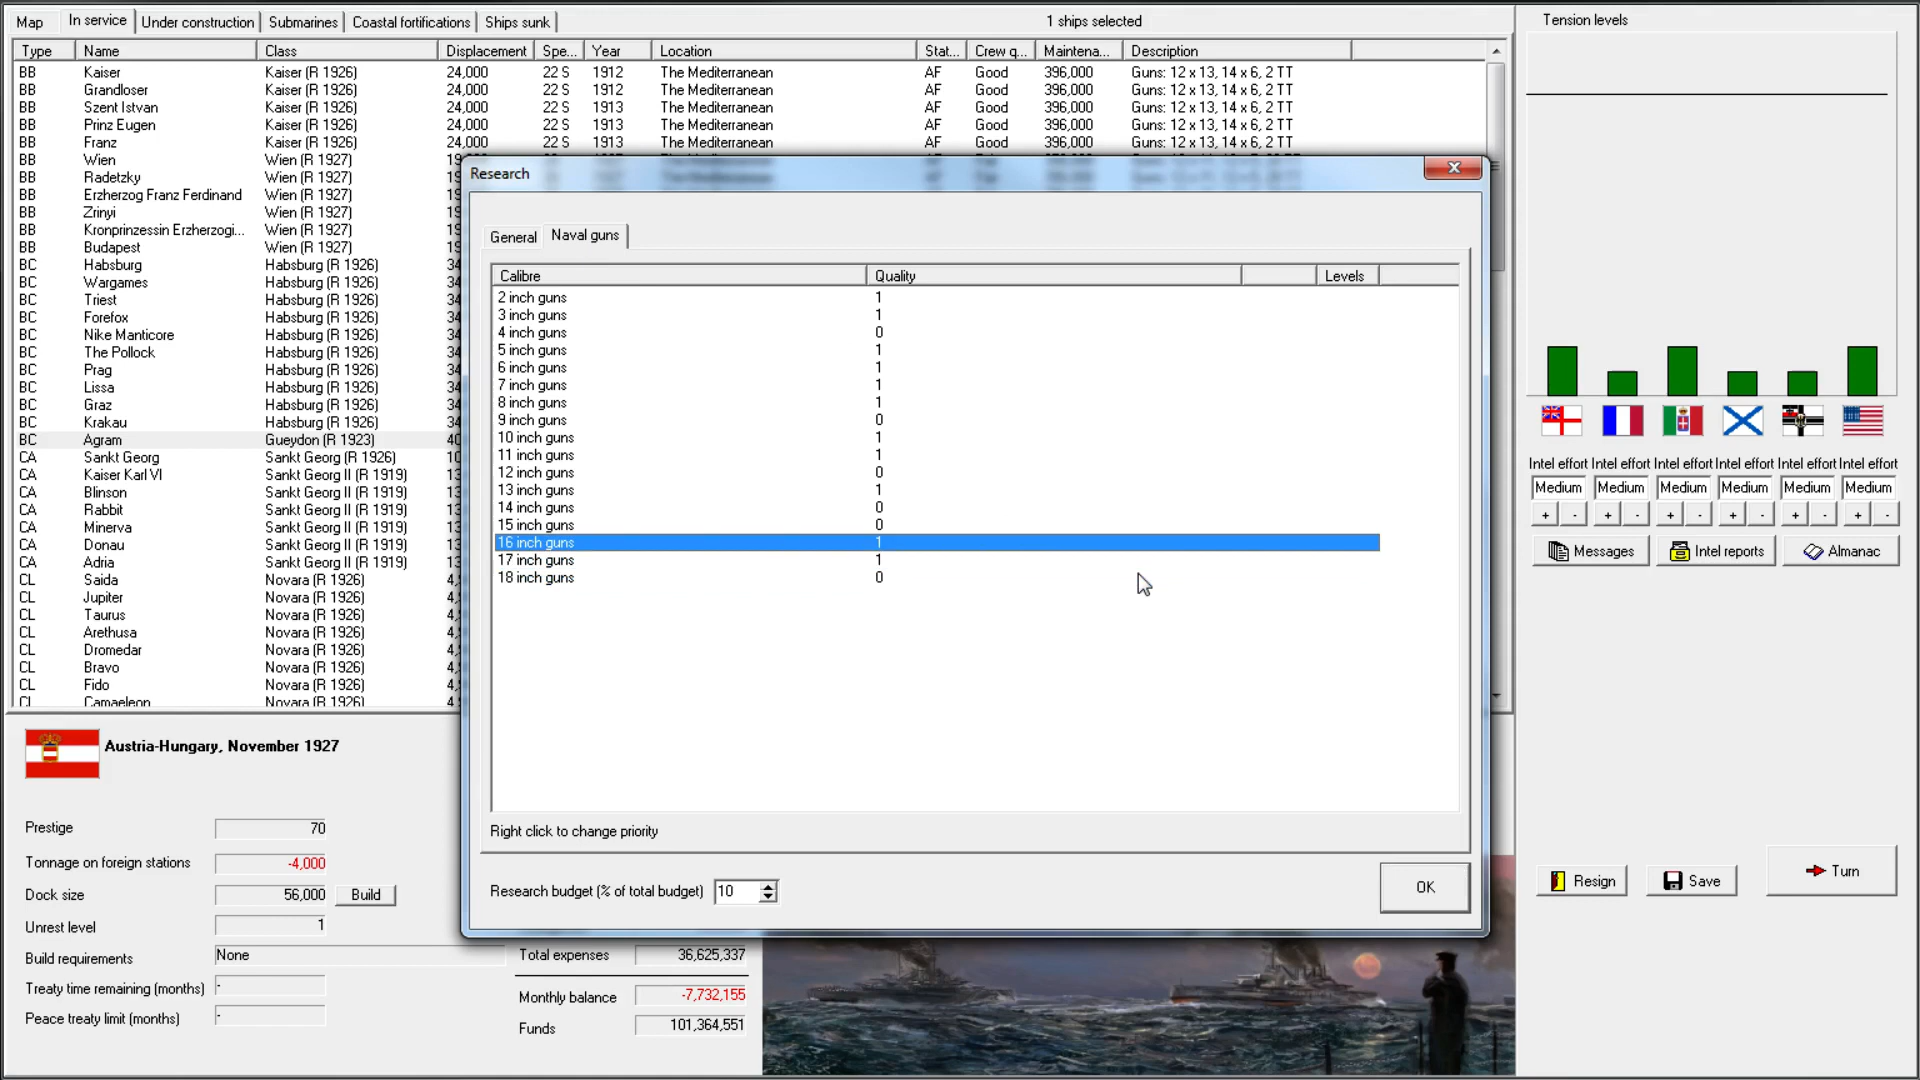 Map In service Under construction Submarines Coastal fortifications Ships sunk 1 ships selected Tension levels
Type Name Class Displacement Spe... Year Location Stat... Crew q... Maintena... Description
BB Kaiser Kaiser (R 1926) 24,000 22 S 1912 The Mediterranean AF Good 396,000 Guns: 12 x 13, 14 x 6, 2 TT
BB Grandloser Kaiser (R 1926) 24,000 22 S 1912 The Mediterranean AF Good 396,000 Guns: 12 x 13, 14 x 6, 2 TT
BB Szent Istvan Kaiser (R 1926) 24,000 22 S 1913 The Mediterranean AF Good 396,000 Guns: 12 x 13, 14 x 6, 2 TT
BB Prinz Eugen Kaiser (R 1926) 24,000 22 S 1913 The Mediterranean AF Good 396,000 Guns: 12 x 13, 14 x 6, 2 TT
BB Franz Kaiser (R 1926) 24,000 22 S 1913 The Mediterranean AF Good 396,000 Guns: 12 x 13, 14 x 6, 2 TT
BB Wien Wien (R 1927)
BB Radetzky Wien (R 1927)
BB Erzherzog Franz Ferdinand Wien (R 1927)
BB Zrinyi Wien (R 1927)
BB Kronprinzessin Erzherzogi... Wien (R 1927)
BB Budapest Wien (R 1927)
BC Habsburg Habsburg (R 1926)
BC Wargames Habsburg (R 1926)
BC Triest Habsburg (R 1926)
BC Forefox Habsburg (R 1926)
BC Nike Manticore Habsburg (R 1926)
BC The Pollock Habsburg (R 1926)
BC Prag Habsburg (R 1926)
BC Lissa Habsburg (R 1926)
BC Graz Habsburg (R 1926)
BC Krakau Habsburg (R 1926)
BC Agram Gueydon (R 1923)
CA Sankt Georg Sankt Georg (R 1926)
CA Kaiser Karl VI Sankt Georg II (R 1919)
CA Blinson Sankt Georg II (R 1919)
CA Rabbit Sankt Georg II (R 1919)
CA Minerva Sankt Georg II (R 1919)
CA Donau Sankt Georg II (R 1919)
CA Adria Sankt Georg II (R 1919)
CL Saida Novara (R 1926)
CL Jupiter Novara (R 1926)
CL Taurus Novara (R 1926)
CL Arethusa Novara (R 1926)
CL Dromedar Novara (R 1926)
CL Bravo Novara (R 1926)
CL Fido Novara (R 1926)
CL Camaeleon Novara (R 1926)
Research
General Naval guns
Calibre Quality Levels
2 inch guns 1
3 inch guns 1
4 inch guns 0
5 inch guns 1
6 inch guns 1
7 inch guns 1
8 inch guns 1
9 inch guns 0
10 inch guns 1
11 inch guns 1
12 inch guns 0
13 inch guns 1
14 inch guns 0
15 inch guns 0
16 inch guns 1
17 inch guns 1
18 inch guns 0
Right click to change priority
Research budget (% of total budget) 10
OK
Intel effort Intel effort Intel effort Intel effort Intel effort Intel effort
Medium Medium Medium Medium Medium Medium
+ - + - + - + - + - + -
Messages Intel reports Almanac
Resign Save Turn
Austria-Hungary, November 1927
Prestige 70
Tonnage on foreign stations -4,000
Dock size 56,000 Build
Unrest level 1
Build requirements None
Treaty time remaining (months) -
Peace treaty limit (months) -
Total expenses 36,625,337
Monthly balance -7,732,155
Funds 101,364,551